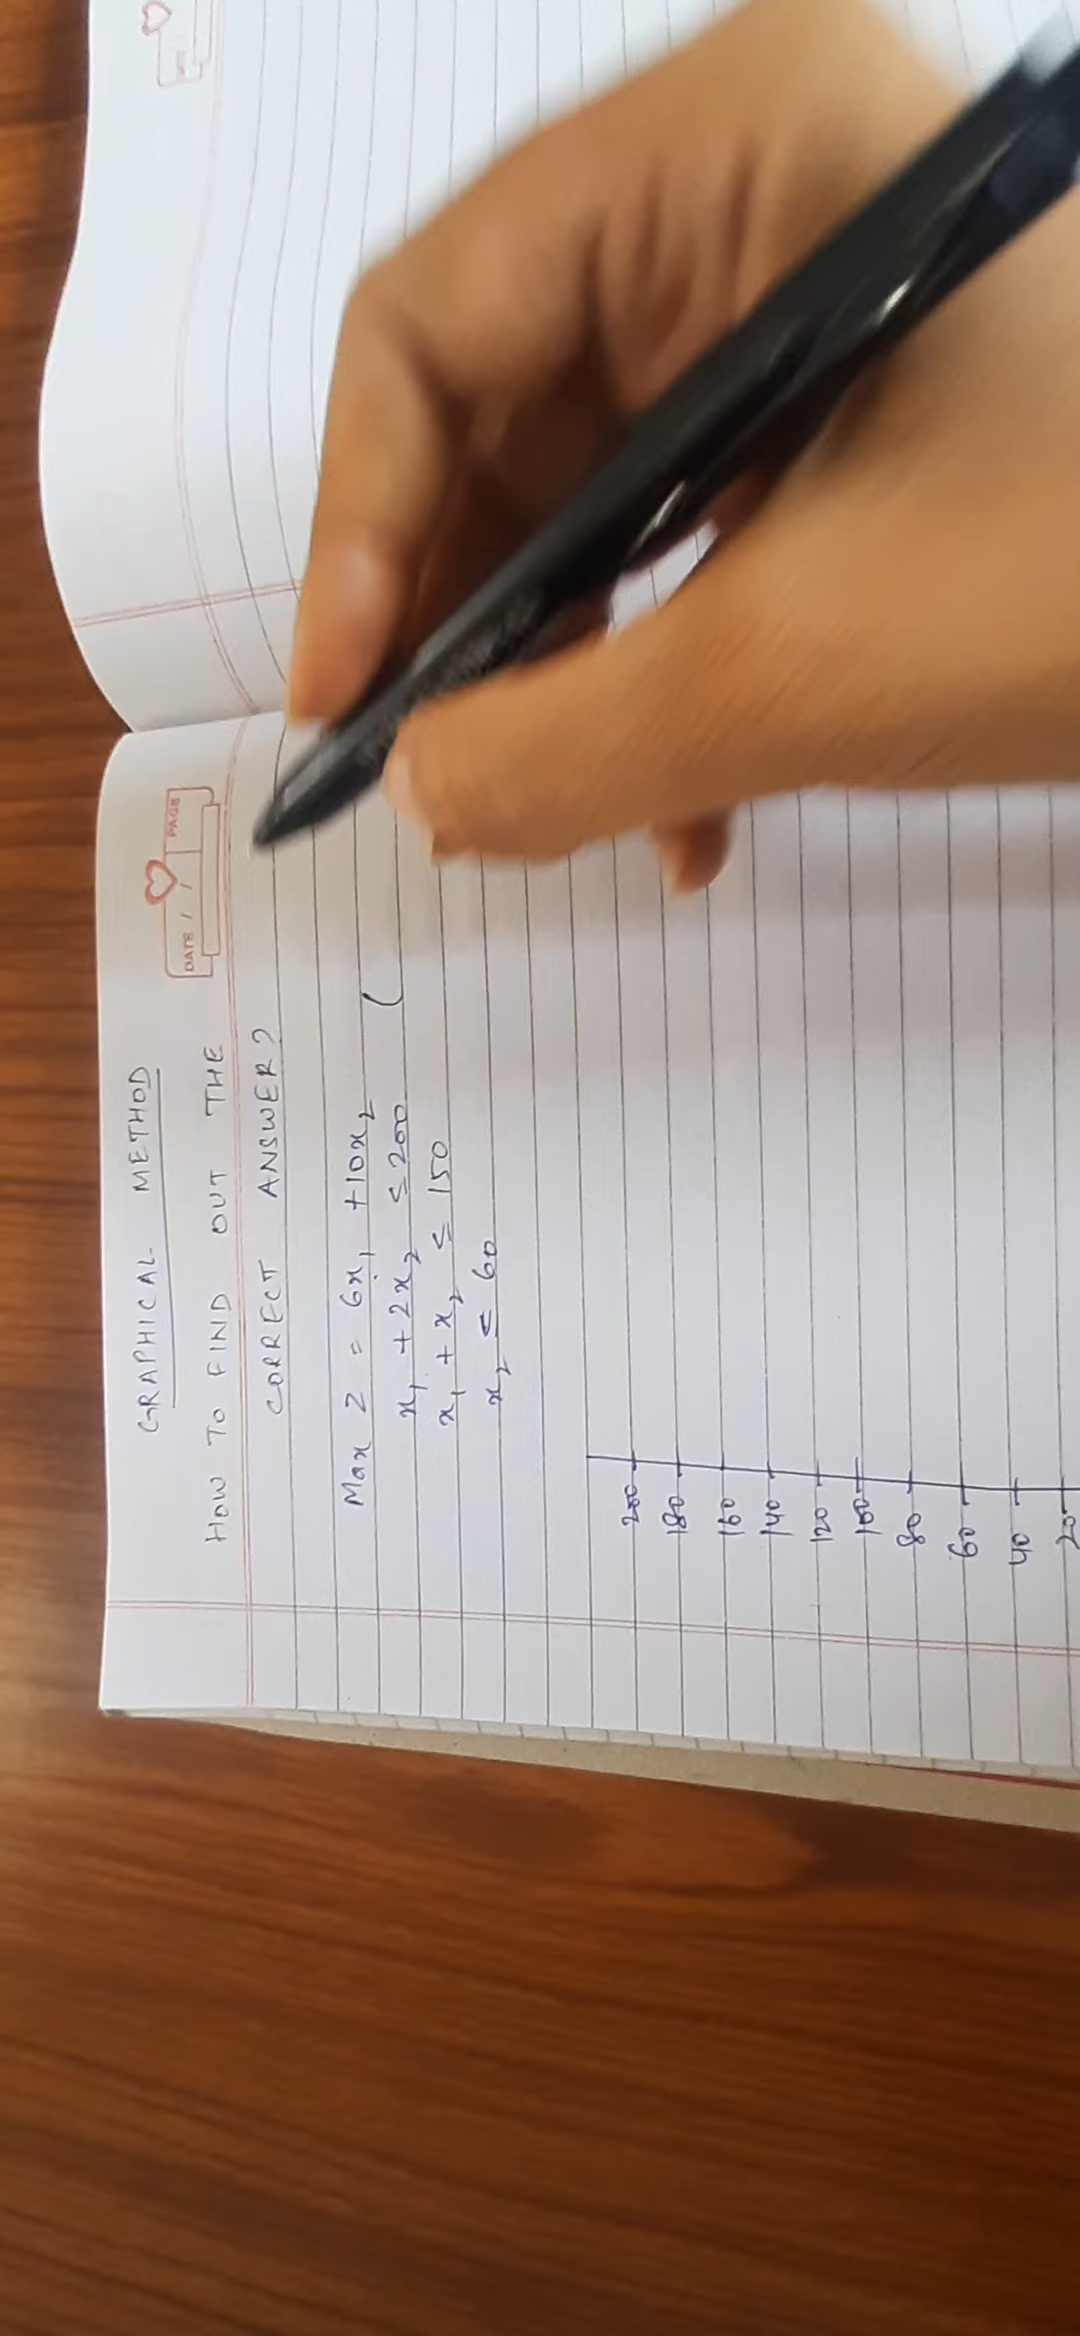 GRAPHICAL METHOD
DATE / / PAGE
HOW TO FIND OUT THE
CORRECT ANSWER?
Max Z = 6x₁ + 10x₂
x₁ + 2x₂ ≤ 200 (
x₁ + x₂ ≤ 150
x₂ ≤ 60
200
180
160
140
120
100
80
60
40
20